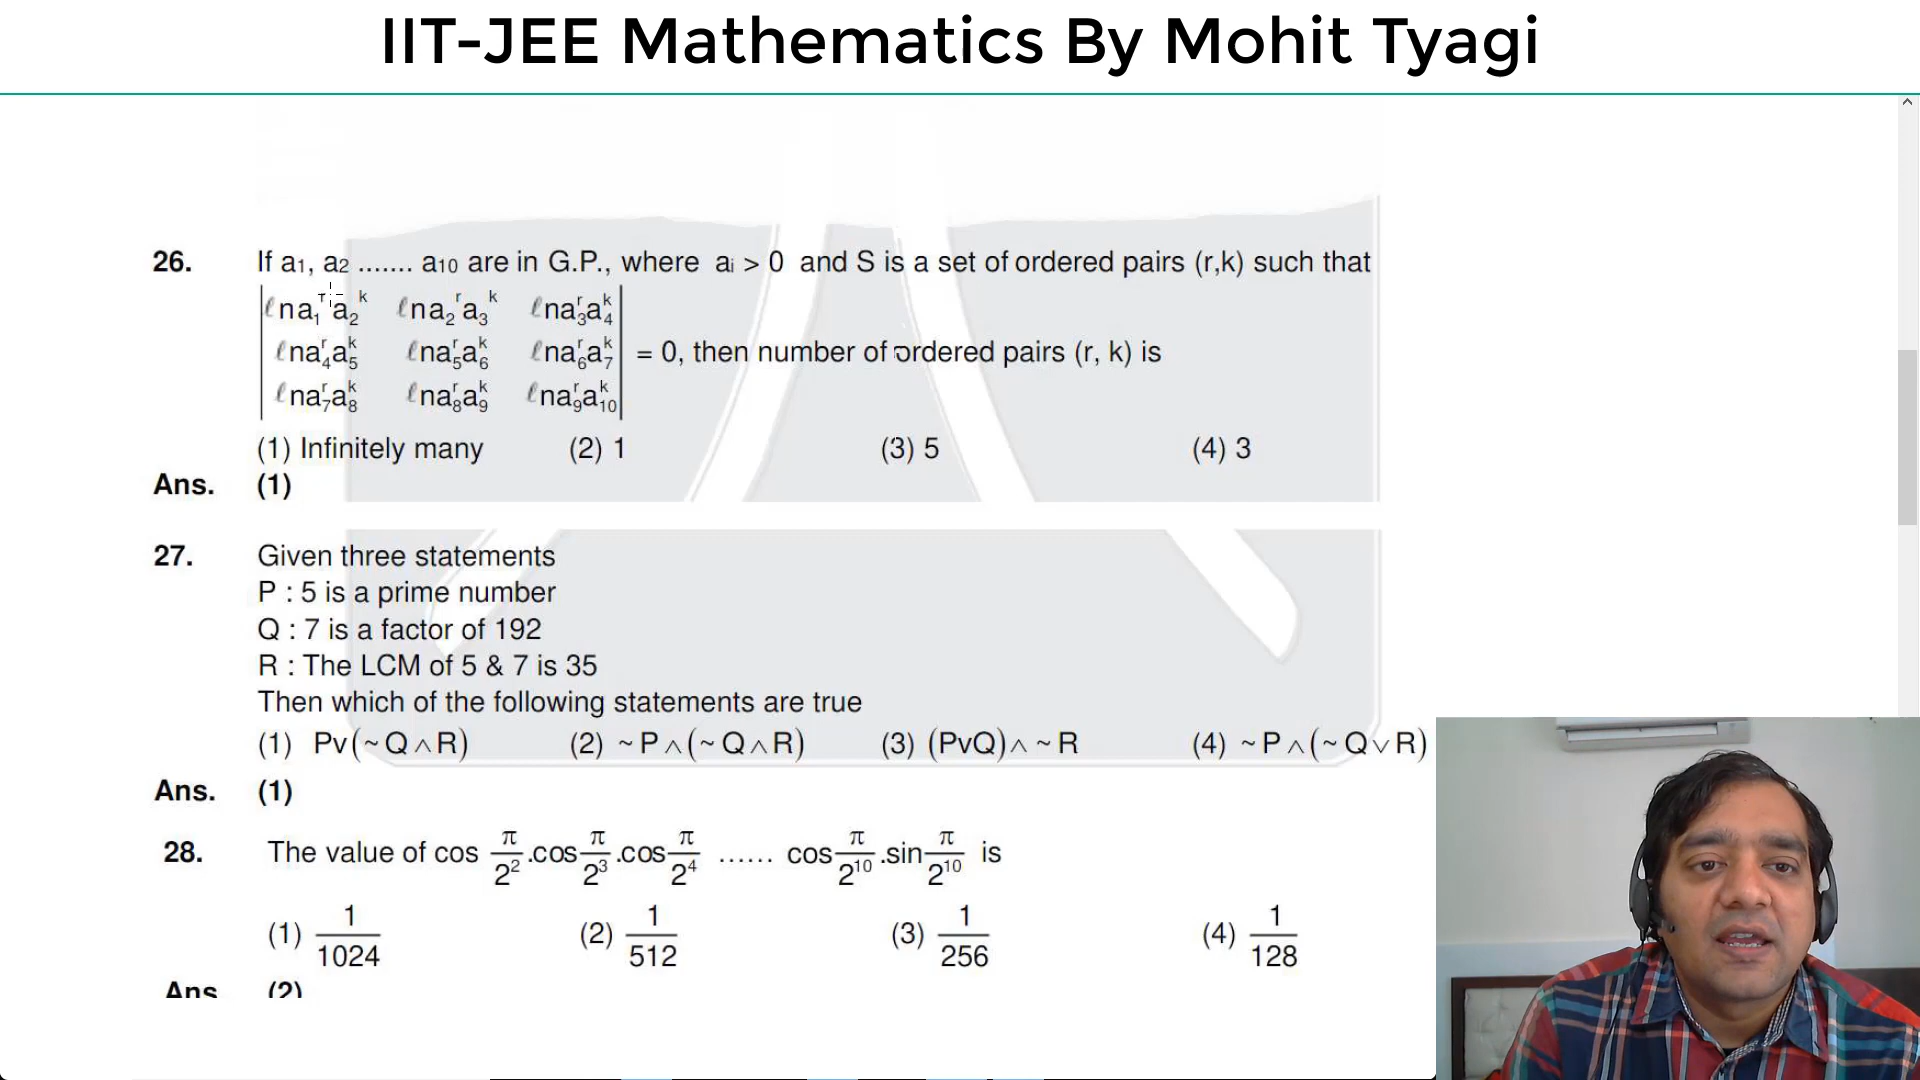 IIT-JEE Mathematics By Mohit Tyagi
26. If a₁, a₂ ....... a₁₀ are in G.P., where aᵢ > 0 and S is a set of ordered pairs (r,k) such that
ℓna₁ʳa₂ᵏ ℓna₂ʳa₃ᵏ ℓna₃ʳa₄ᵏ
ℓna₄ʳa₅ᵏ ℓna₅ʳa₆ᵏ ℓna₆ʳa₇ᵏ = 0, then number of ordered pairs (r, k) is
ℓna₇ʳa₈ᵏ ℓna₈ʳa₉ᵏ ℓna₉ʳa₁₀ᵏ
(1) Infinitely many (2) 1 (3) 5 (4) 3
Ans. (1)
27. Given three statements
P : 5 is a prime number
Q : 7 is a factor of 192
R : The LCM of 5 & 7 is 35
Then which of the following statements are true
(1) Pv(~Q∧R) (2) ~P∧(~Q∧R) (3) (PvQ)∧~R (4) ~P∧(~Q∨R)
Ans. (1)
28. The value of cos π/2².cos π/2³.cos π/2⁴ ...... cos π/2¹⁰.sin π/2¹⁰ is
(1) 1/1024 (2) 1/512 (3) 1/256 (4) 1/128
Ans (2)